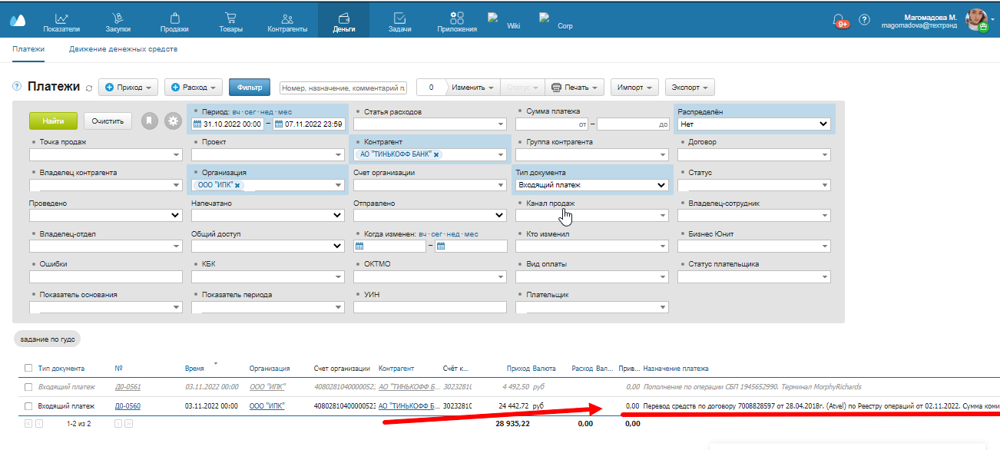 Показатели Закупки Продажи Товары Контрагенты Деньги Задачи Приложения Wiki Corp 9+ ? Магомадова М.
magomadova@техтрэнд
Платежи Движение денежных средств
? Платежи Приход Расход Фильтр Номер, назначение, комментарий п 0 Изменить Статус Печать Импорт Экспорт
Найти Очистить Период: вч·сег·нед·мес Статья расходов Сумма платежа Распределён
31.10.2022 00:00 – 07.11.2022 23:59 от – до Нет
Точка продаж Проект Контрагент Группа контрагента Договор
АО "ТИНЬКОФФ БАНК" ×
Владелец контрагента Организация Счет организации Тип документа Статус
ООО "ИПК" × Входящий платеж
Проведено Напечатано Отправлено Канал продаж Владелец-сотрудник
Владелец-отдел Общий доступ Когда изменен: вч·сег·нед·мес Кто изменил Бизнес Юнит
–
Ошибки КБК ОКТМО Вид оплаты Статус плательщика
Показатель основания Показатель периода УИН Плательщик
задание по гудс
Тип документа № Время Организация Счет организации Контрагент Счёт к... Приход Валюта Расход Вал... Прив... Назначение платежа
Входящий платеж Д0-0561 03.11.2022 00:00 ООО "ИПК" 40802810400000523 АО "ТИНЬКОФФ Б... 30232810 4 492,50 руб 0,00 Пополнение по операции СБП 1945652990. Терминал MorphyRichards
Входящий платеж Д0-0560 03.11.2022 00:00 ООО "ИПК" 40802810400000523 АО "ТИНЬКОФФ Б... 30232810 24 442,72 руб 0,00 Перевод средств по договору 7008828597 от 28.04.2018г. (Atvel) по Реестру операций от 02.11.2022. Сумма коми
1-2 из 2 28 935,22 0,00 0,00